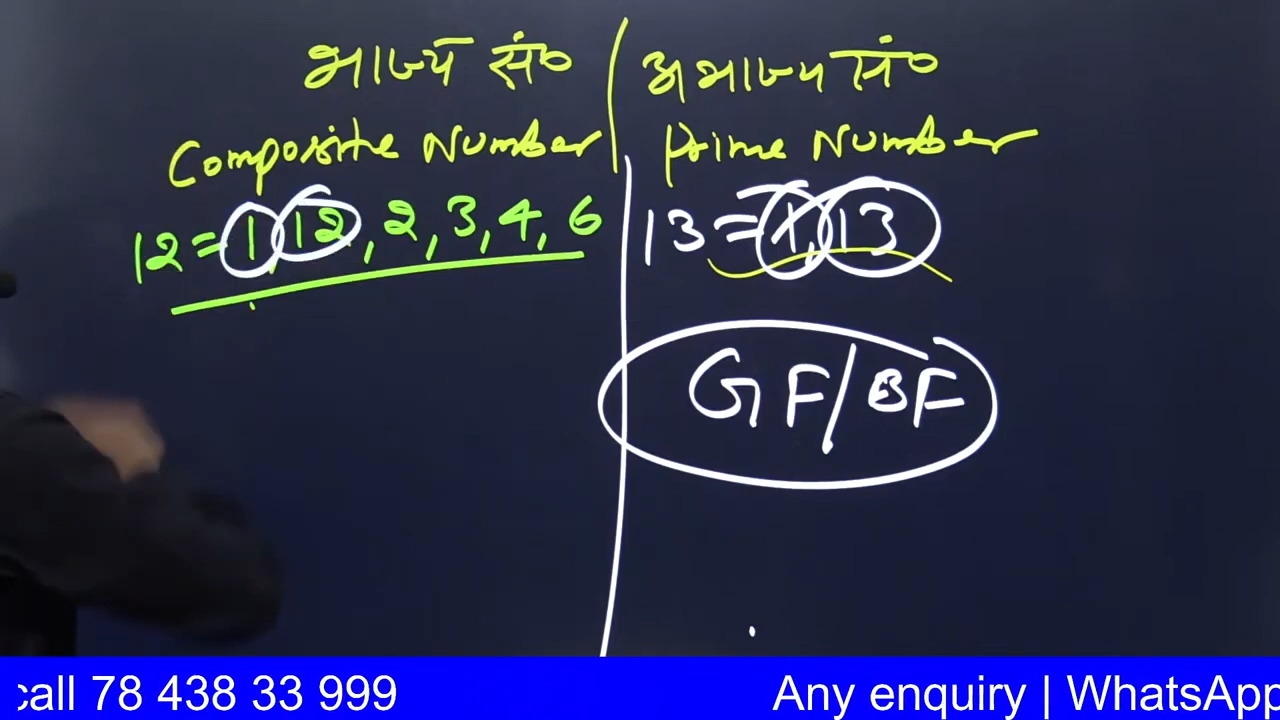 भाज्य सं०
Composite Number
12 = 1, 12, 2, 3, 4, 6
अभाज्य सं०
Prime Number
13 = 1, 13
GF/BF
call 78 438 33 999
Any enquiry | WhatsApp